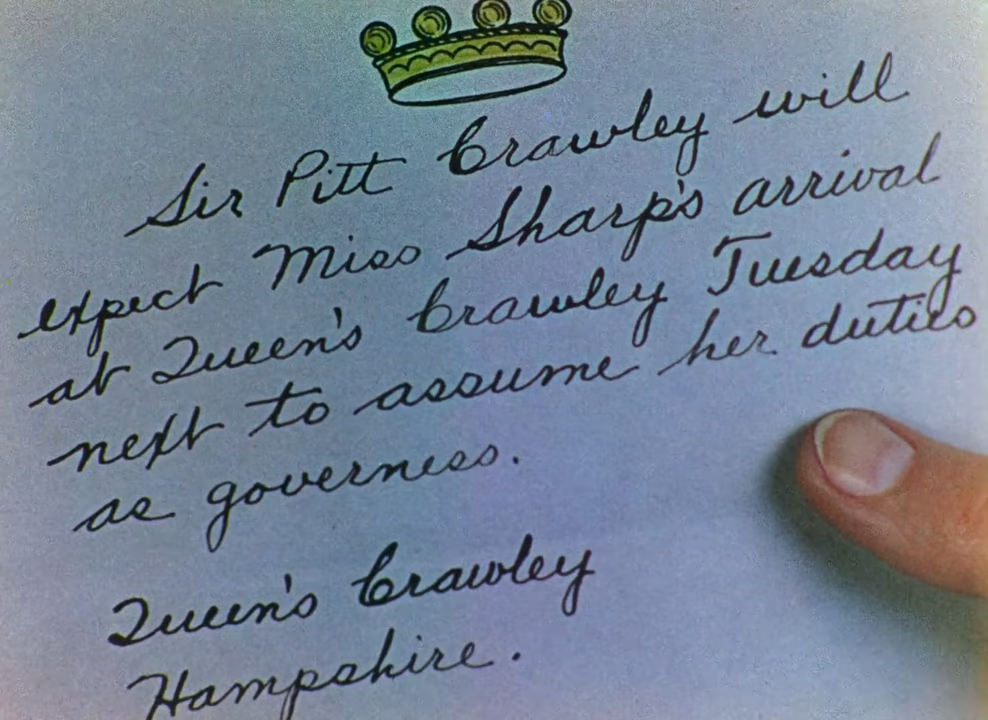 Sir Pitt Crawley will
expect Miss Sharp's arrival
at Queen's Crawley Tuesday
next to assume her duties
as governess.
Queen's Crawley
Hampshire.